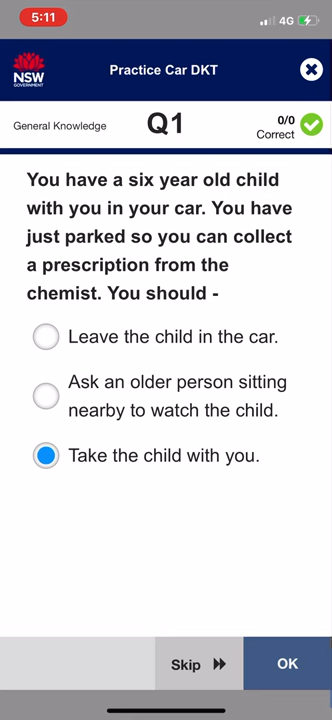 5:11
4G
NSW
GOVERNMENT
Practice Car DKT
General Knowledge
Q1
0/0
Correct
You have a six year old child
with you in your car. You have
just parked so you can collect
a prescription from the
chemist. You should -
Leave the child in the car.
Ask an older person sitting
nearby to watch the child.
Take the child with you.
Skip
OK